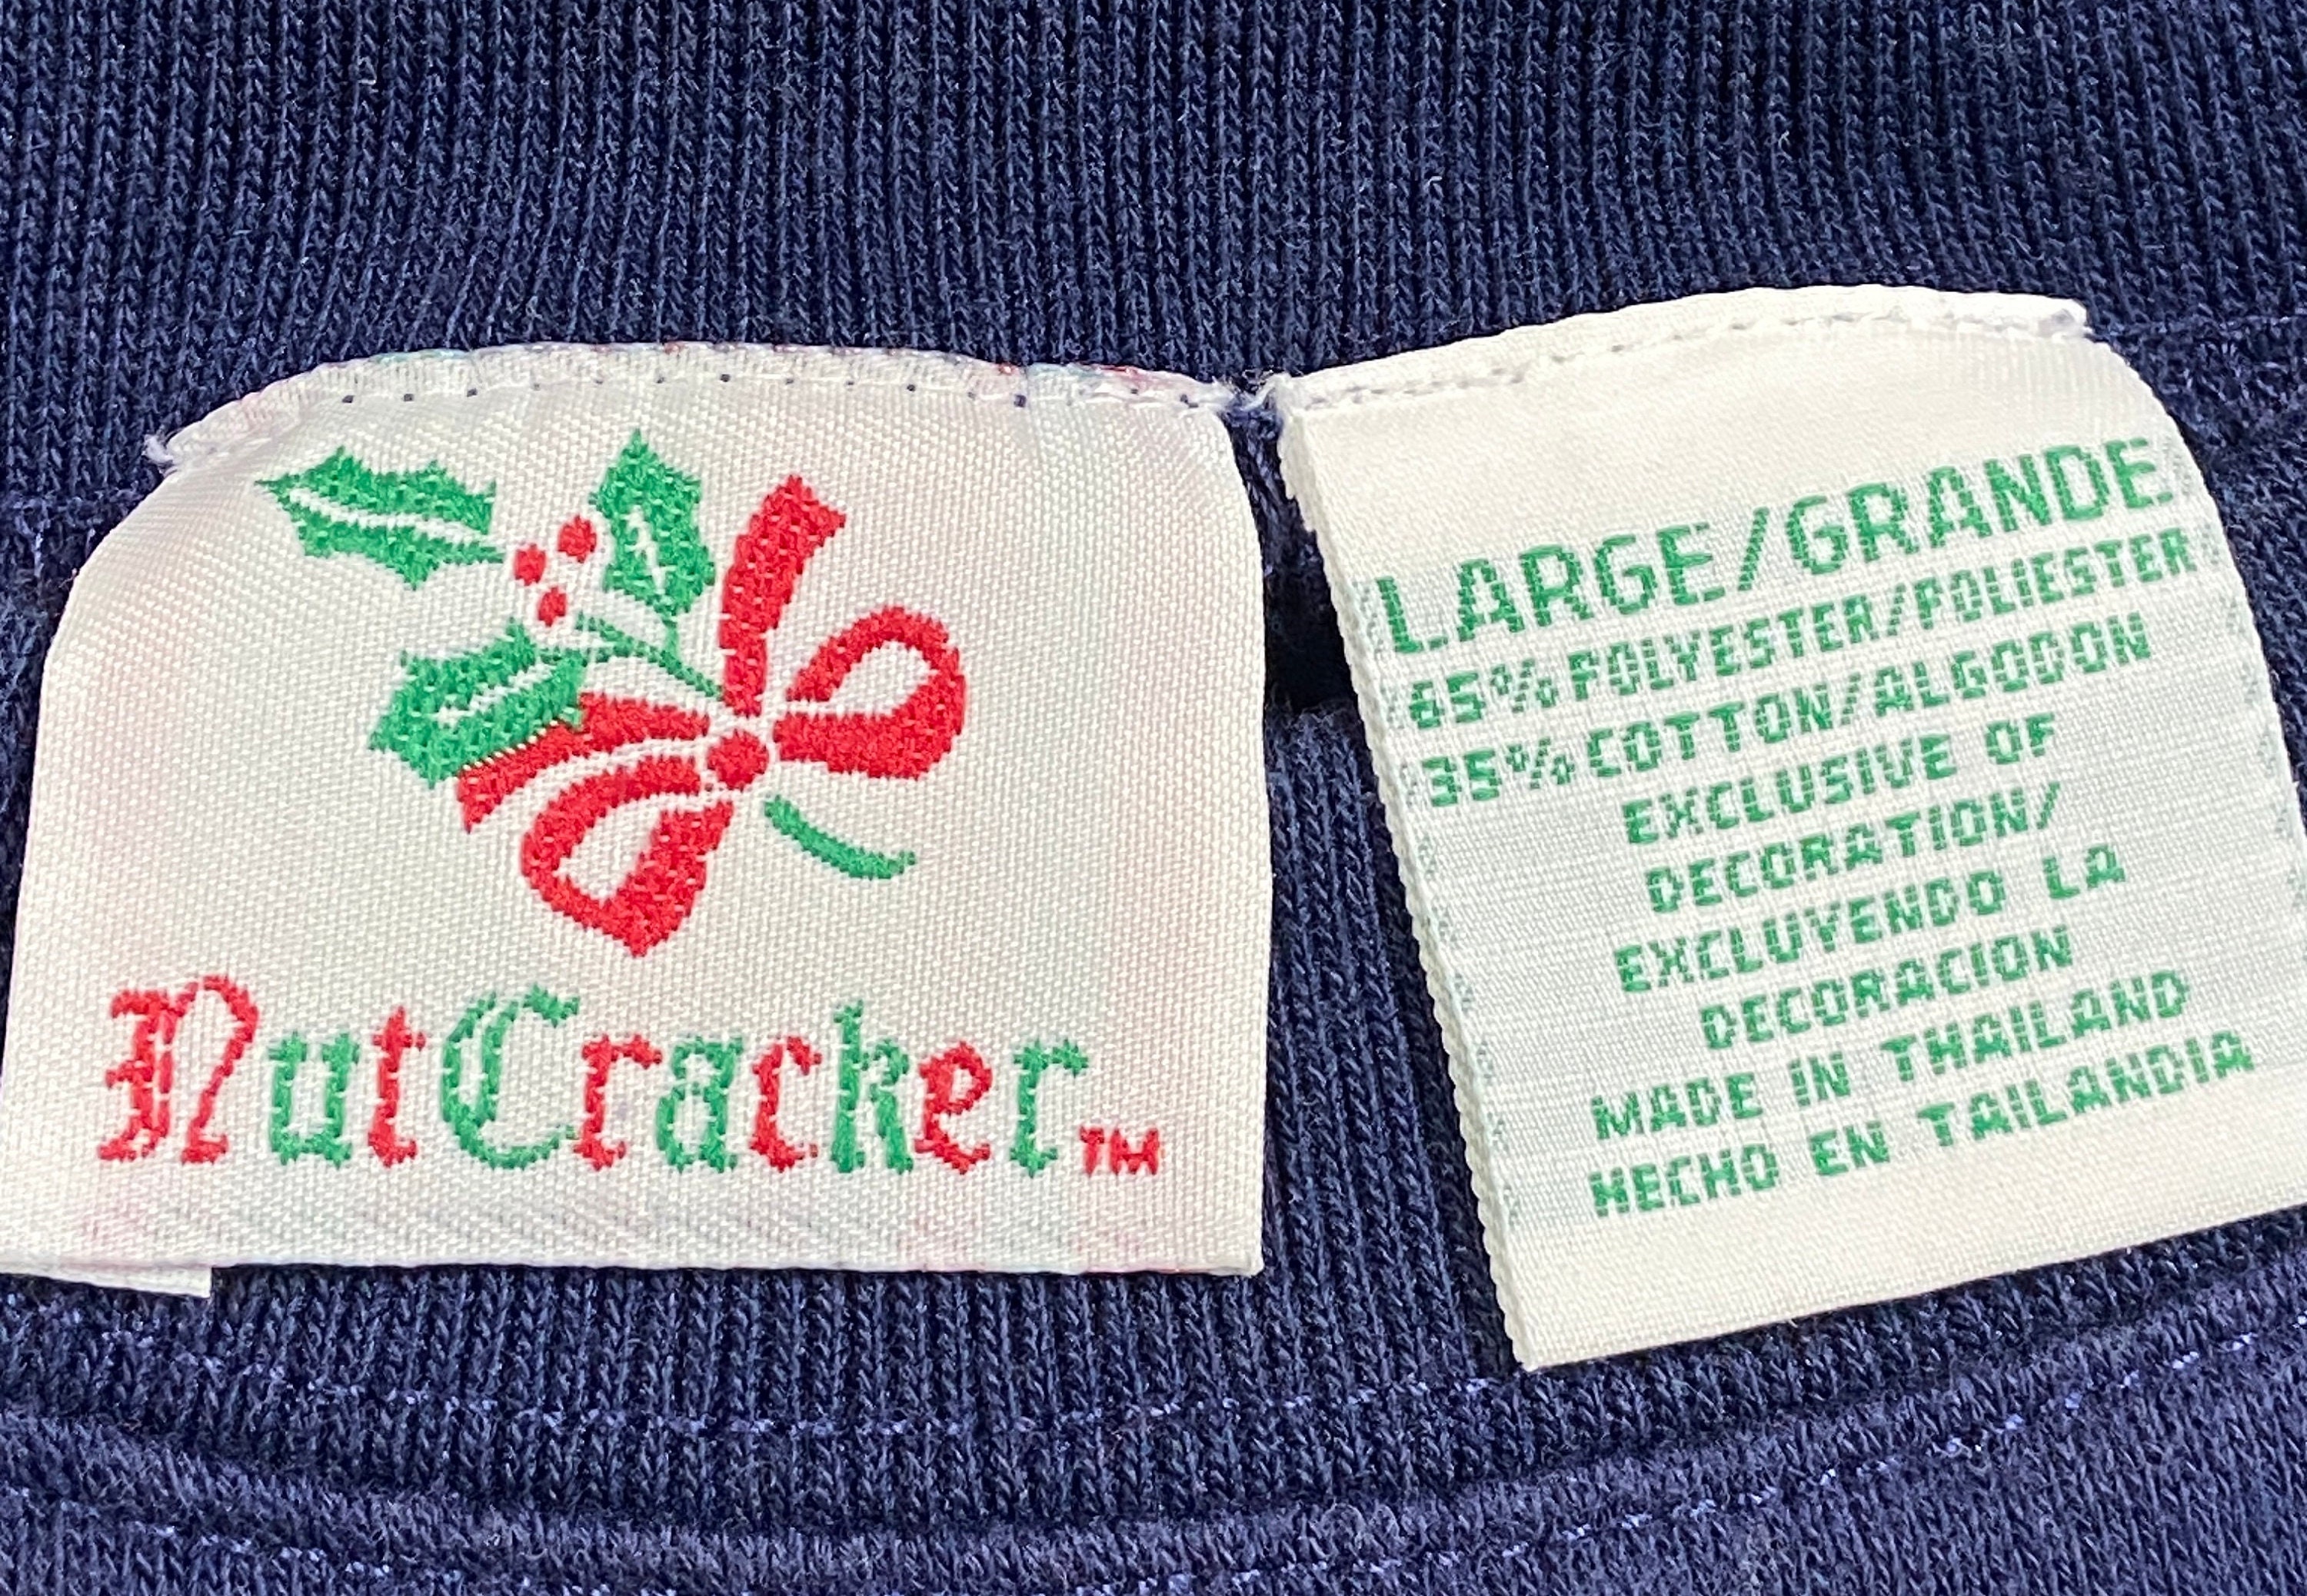 NutCracker™
LARGE/GRANDE
65% POLYESTER/POLIESTER
35% COTTON/ALGODON
EXCLUSIVE OF
DECORATION/
EXCLUYENDO LA
DECORACION
MADE IN THAILAND
HECHO EN TAILANDIA